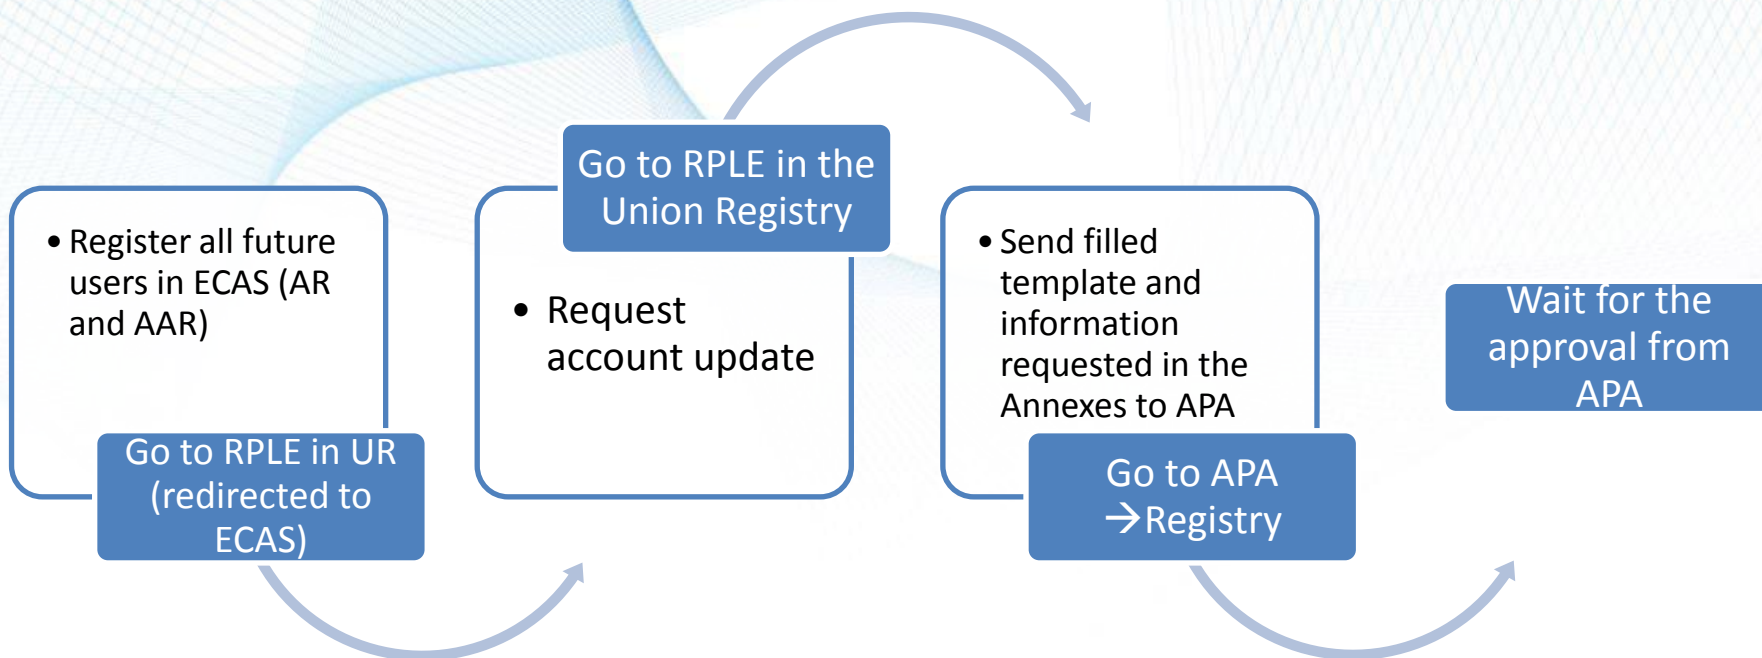 • Register all future
users in ECAS (AR
and AAR)
Go to RPLE in UR
(redirected to
ECAS)
Go to RPLE in the
Union Registry
• Request
account update
• Send filled
template and
information
requested in the
Annexes to APA
Go to APA
→Registry
Wait for the
approval from
APA